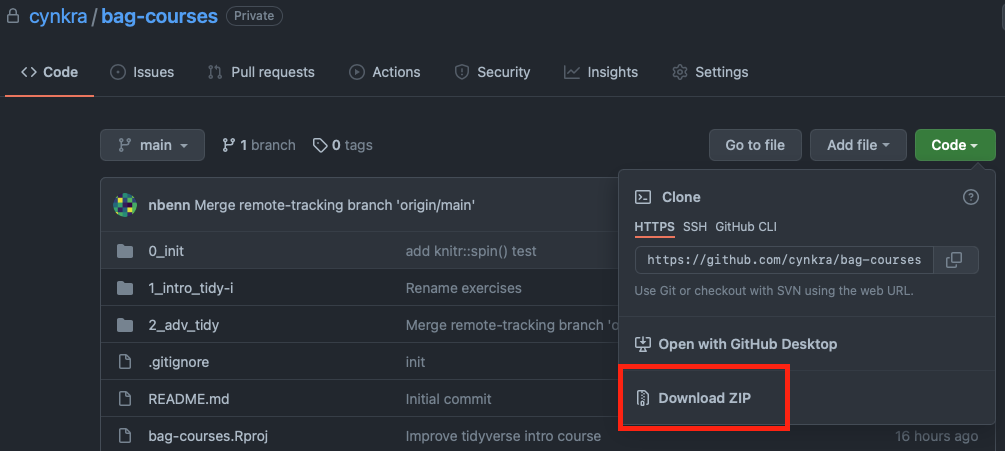 cynkra / bag-courses Private
Code Issues Pull requests Actions Security Insights Settings
main 1 branch 0 tags Go to file Add file Code
nbenn Merge remote-tracking branch 'origin/main'
0_init add knitr::spin() test
1_intro_tidy-i Rename exercises
2_adv_tidy Merge remote-tracking branch 'o
.gitignore init
README.md Initial commit
bag-courses.Rproj Improve tidyverse intro course 16 hours ago
Clone
HTTPS SSH GitHub CLI
https://github.com/cynkra/bag-courses
Use Git or checkout with SVN using the web URL.
Open with GitHub Desktop
Download ZIP